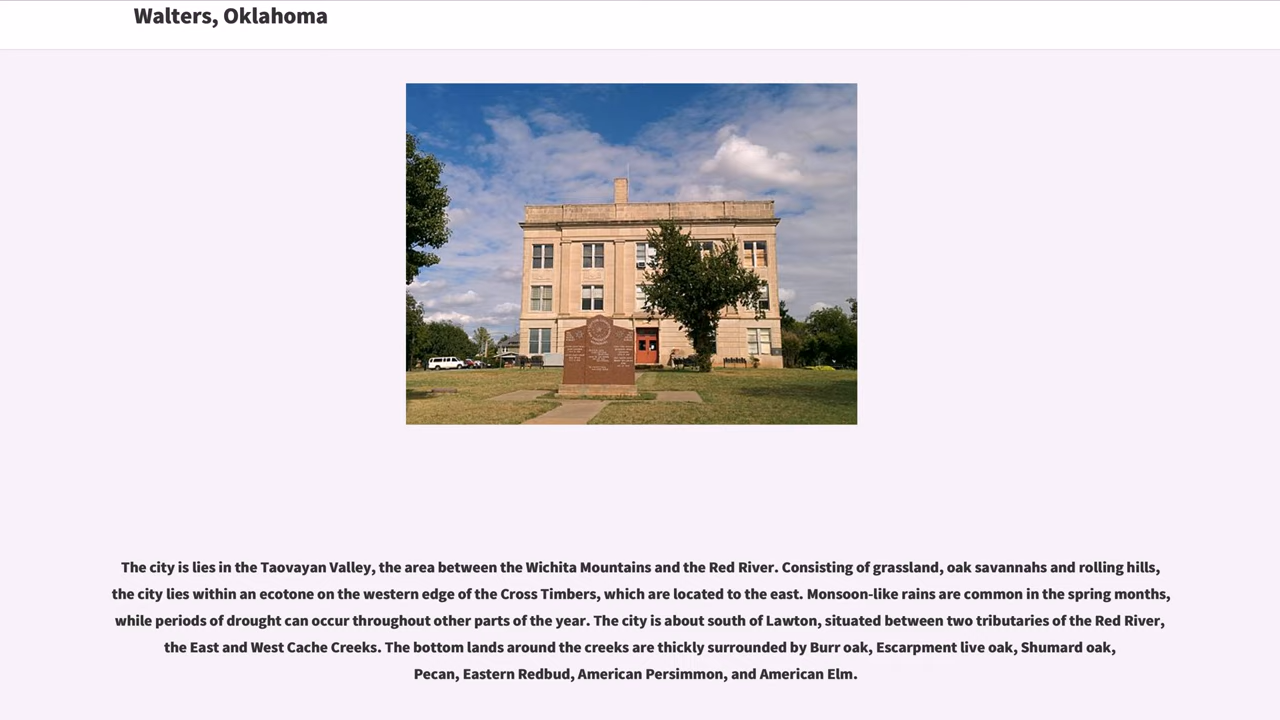 Walters, Oklahoma
The city is lies in the Taovayan Valley, the area between the Wichita Mountains and the Red River. Consisting of grassland, oak savannahs and rolling hills,
the city lies within an ecotone on the western edge of the Cross Timbers, which are located to the east. Monsoon-like rains are common in the spring months,
while periods of drought can occur throughout other parts of the year. The city is about south of Lawton, situated between two tributaries of the Red River,
the East and West Cache Creeks. The bottom lands around the creeks are thickly surrounded by Burr oak, Escarpment live oak, Shumard oak,
Pecan, Eastern Redbud, American Persimmon, and American Elm.